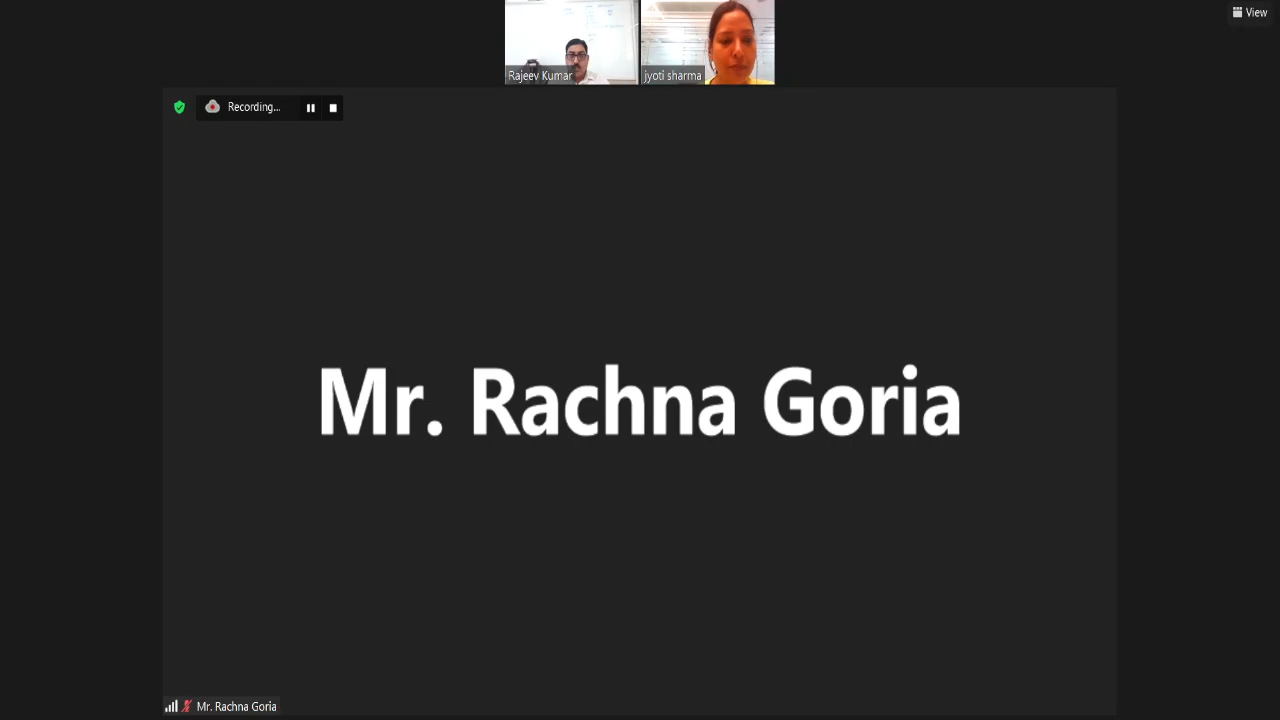 View
Rajeev Kumar
jyoti sharma
Recording...
Mr. Rachna Goria
Mr. Rachna Goria